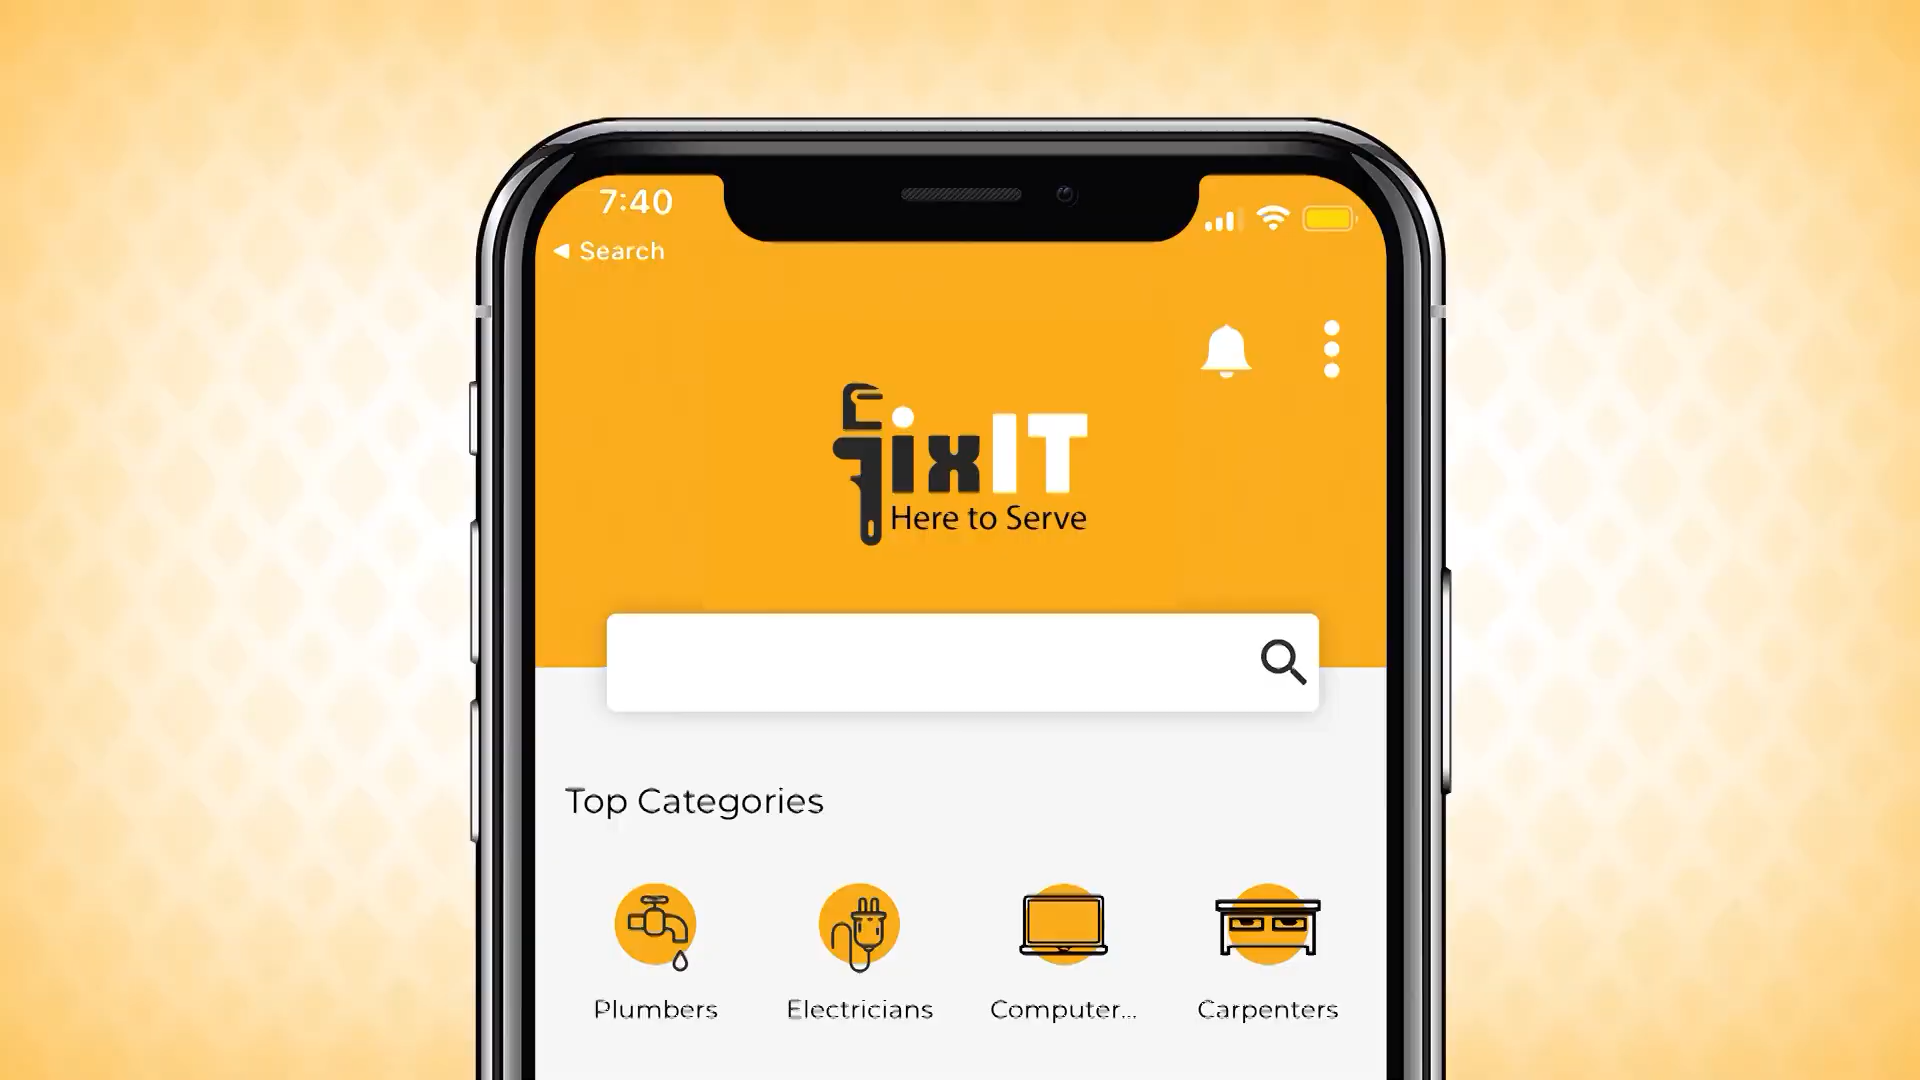 7:40
◀ Search
fixIT
Here to Serve
Top Categories
Plumbers
Electricians
Computer...
Carpenters